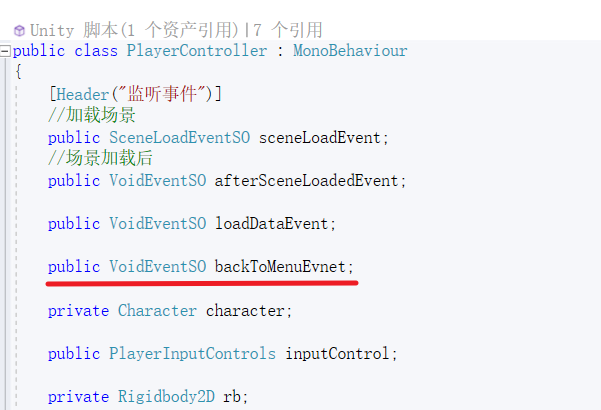 Unity 脚本(1 个资产引用)|7 个引用
public class PlayerController : MonoBehaviour
{
[Header("监听事件")]
//加载场景
public SceneLoadEventSO sceneLoadEvent;
//场景加载后
public VoidEventSO afterSceneLoadedEvent;
public VoidEventSO loadDataEvent;
public VoidEventSO backToMenuEvnet;
private Character character;
public PlayerInputControls inputControl;
private Rigidbody2D rb;